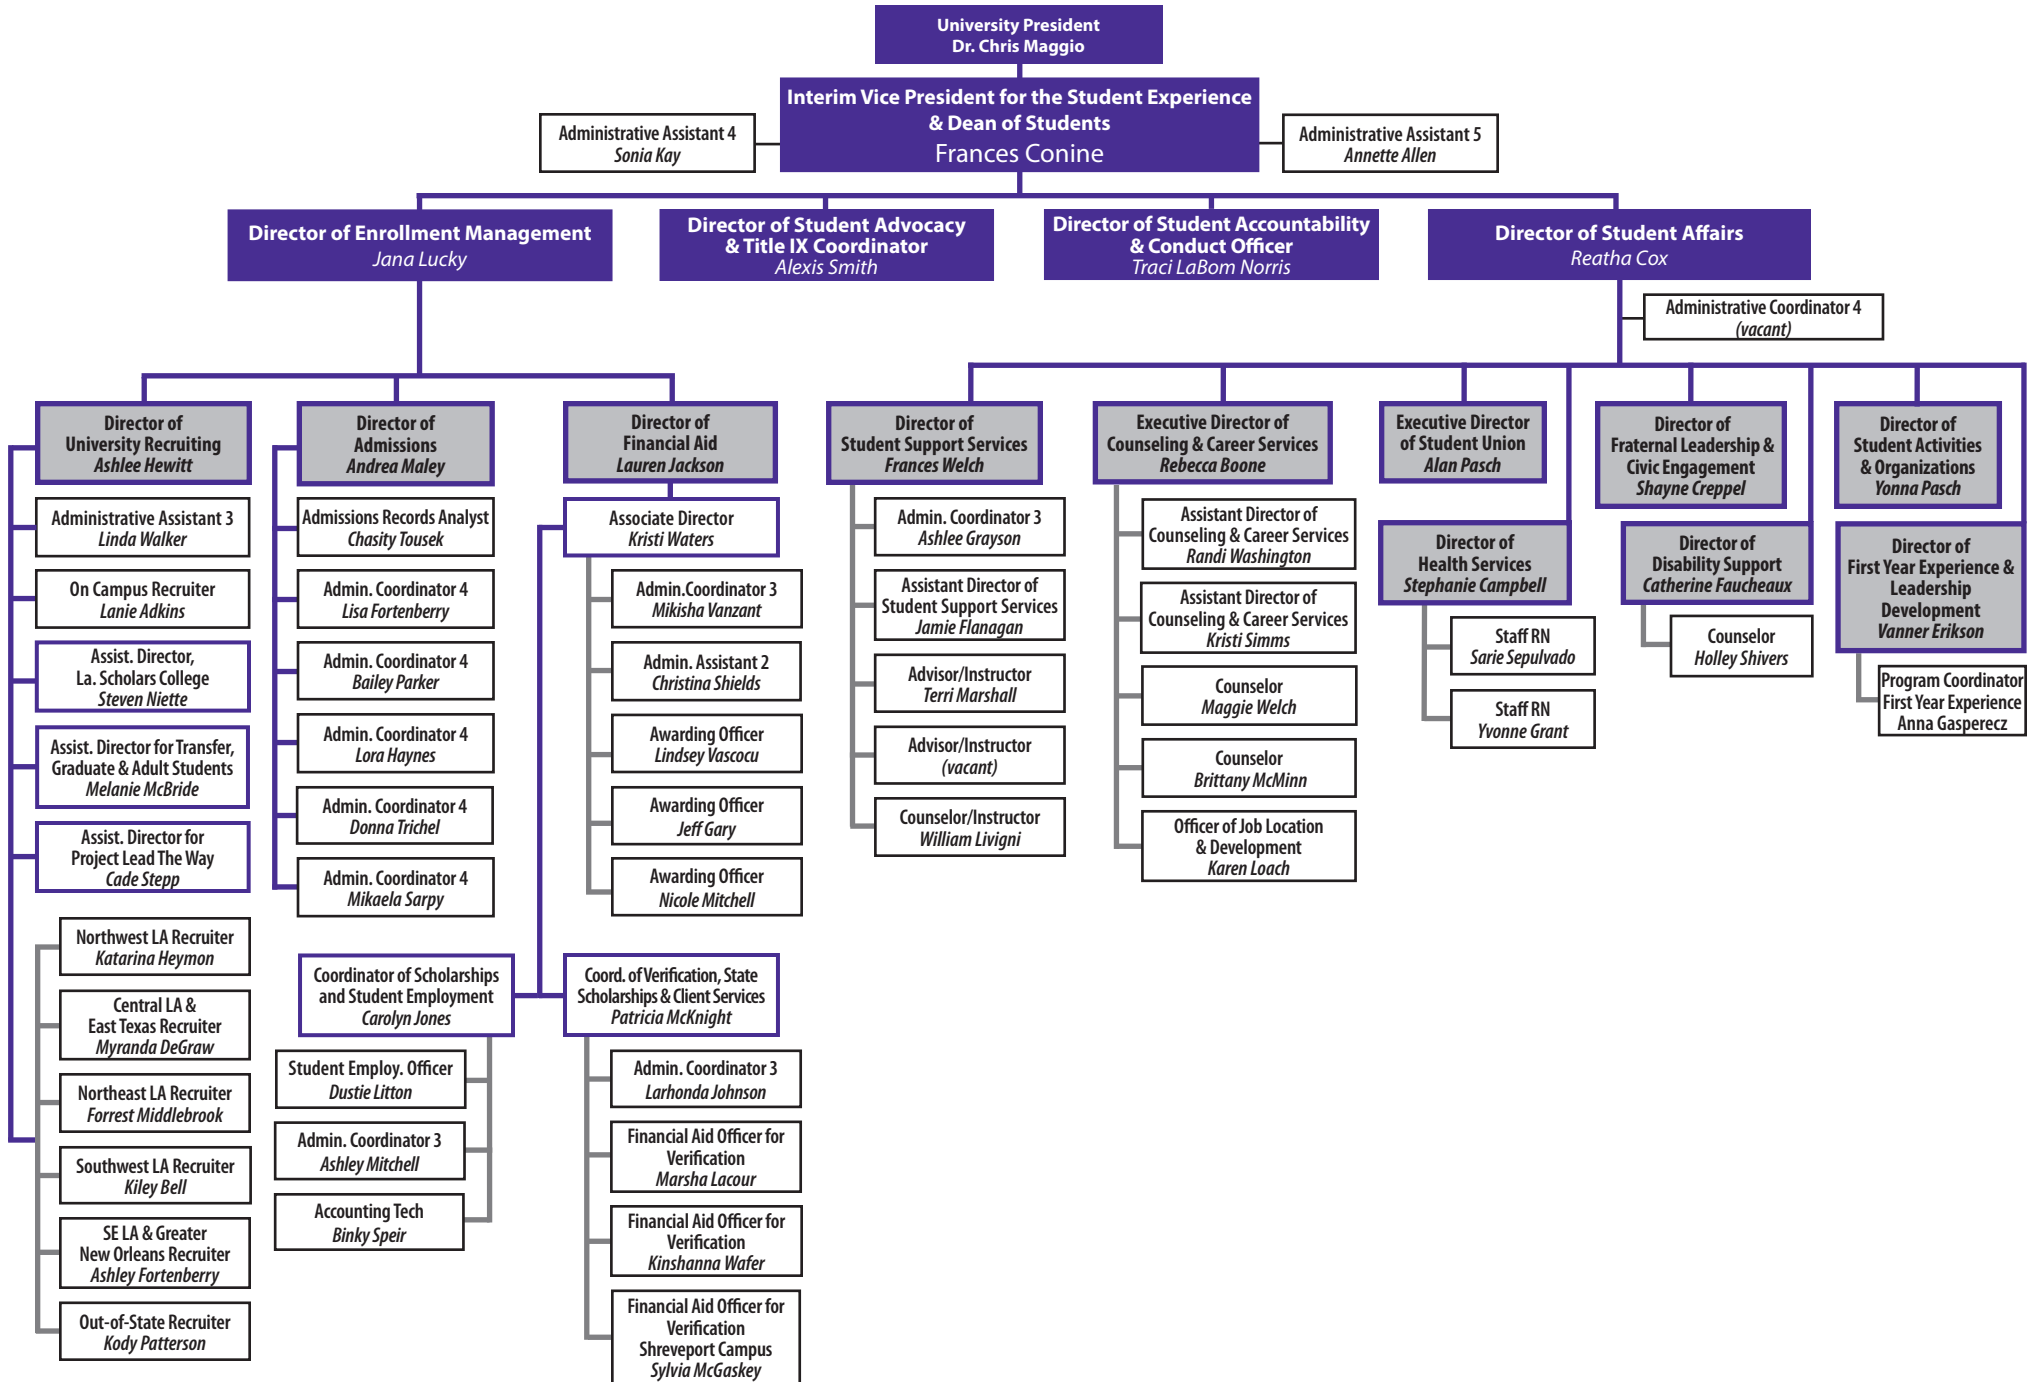 University President
Dr. Chris Maggio
Interim Vice President for the Student Experience
& Dean of Students
Frances Conine
Administrative Assistant 4
Sonia Kay
Administrative Assistant 5
Annette Allen
Director of Enrollment Management
Jana Lucky
Director of Student Advocacy
& Title IX Coordinator
Alexis Smith
Director of Student Accountability
& Conduct Officer
Traci LaBom Norris
Director of Student Affairs
Reatha Cox
Administrative Coordinator 4
(vacant)
Director of
University Recruiting
Ashlee Hewitt
Administrative Assistant 3
Linda Walker
On Campus Recruiter
Lanie Adkins
Assist. Director,
La. Scholars College
Steven Niette
Assist. Director for Transfer,
Graduate & Adult Students
Melanie McBride
Assist. Director for
Project Lead The Way
Cade Stepp
Northwest LA Recruiter
Katarina Heymon
Central LA &
East Texas Recruiter
Myranda DeGraw
Northeast LA Recruiter
Forrest Middlebrook
Southwest LA Recruiter
Kiley Bell
SE LA & Greater
New Orleans Recruiter
Ashley Fortenberry
Out-of-State Recruiter
Kody Patterson
Director of
Admissions
Andrea Maley
Admissions Records Analyst
Chasity Tousek
Admin. Coordinator 4
Lisa Fortenberry
Admin. Coordinator 4
Bailey Parker
Admin. Coordinator 4
Lora Haynes
Admin. Coordinator 4
Donna Trichel
Admin. Coordinator 4
Mikaela Sarpy
Director of
Financial Aid
Lauren Jackson
Associate Director
Kristi Waters
Admin.Coordinator 3
Mikisha Vanzant
Admin. Assistant 2
Christina Shields
Awarding Officer
Lindsey Vascocu
Awarding Officer
Jeff Gary
Awarding Officer
Nicole Mitchell
Coordinator of Scholarships
and Student Employment
Carolyn Jones
Student Employ. Officer
Dustie Litton
Admin. Coordinator 3
Ashley Mitchell
Accounting Tech
Binky Speir
Coord. of Verification, State
Scholarships & Client Services
Patricia McKnight
Admin. Coordinator 3
Larhonda Johnson
Financial Aid Officer for
Verification
Marsha Lacour
Financial Aid Officer for
Verification
Kinshanna Wafer
Financial Aid Officer for
Verification
Shreveport Campus
Sylvia McGaskey
Director of
Student Support Services
Frances Welch
Admin. Coordinator 3
Ashlee Grayson
Assistant Director of
Student Support Services
Jamie Flanagan
Advisor/Instructor
Terri Marshall
Advisor/Instructor
(vacant)
Counselor/Instructor
William Livigni
Executive Director of
Counseling & Career Services
Rebecca Boone
Assistant Director of
Counseling & Career Services
Randi Washington
Assistant Director of
Counseling & Career Services
Kristi Simms
Counselor
Maggie Welch
Counselor
Brittany McMinn
Officer of Job Location
& Development
Karen Loach
Executive Director
of Student Union
Alan Pasch
Director of
Health Services
Stephanie Campbell
Staff RN
Sarie Sepulvado
Staff RN
Yvonne Grant
Director of
Fraternal Leadership &
Civic Engagement
Shayne Creppel
Director of
Disability Support
Catherine Faucheaux
Counselor
Holley Shivers
Director of
Student Activities
& Organizations
Yonna Pasch
Director of
First Year Experience &
Leadership
Development
Vanner Erikson
Program Coordinator
First Year Experience
Anna Gasperecz